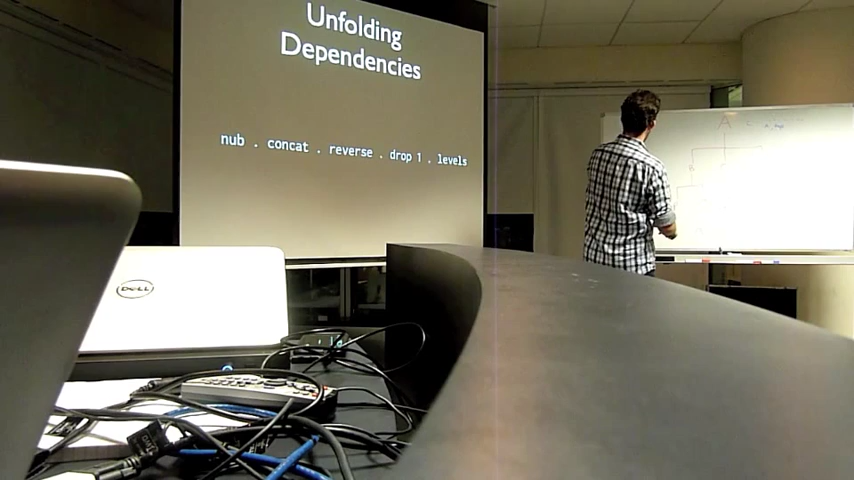 Unfolding
Dependencies
nub . concat . reverse . drop 1 . levels
A
DELL